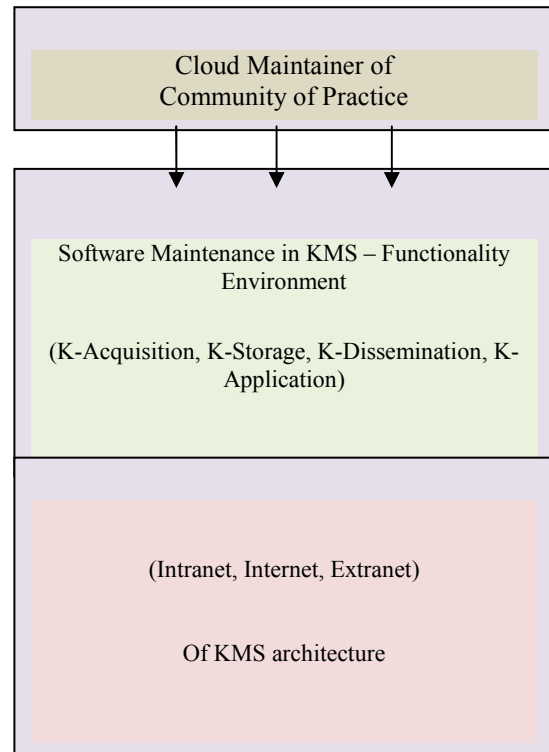 Cloud Maintainer of
Community of Practice
Software Maintenance in KMS – Functionality
Environment
(K-Acquisition, K-Storage, K-Dissemination, K-
Application)
(Intranet, Internet, Extranet)
Of KMS architecture